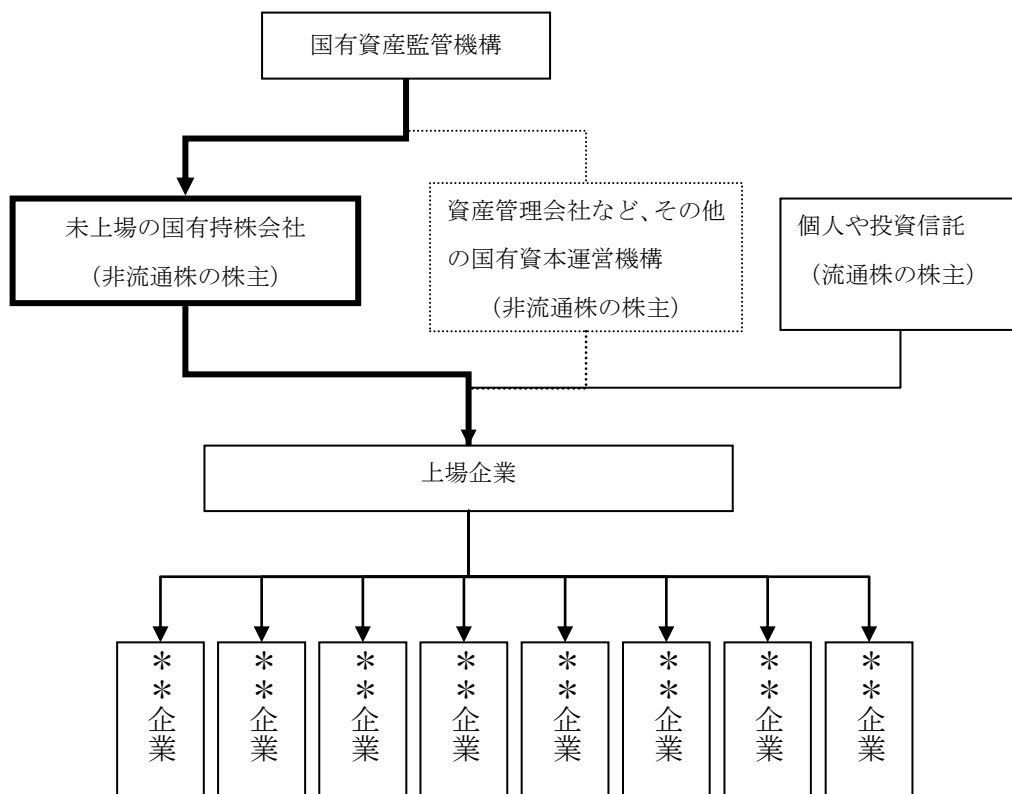 国有資産監管機構
未上場の国有持株会社
（非流通株の株主）
資産管理会社など、その他
の国有資本運営機構
（非流通株の株主）
個人や投資信託
（流通株の株主）
上場企業
＊＊企業
＊＊企業
＊＊企業
＊＊企業
＊＊企業
＊＊企業
＊＊企業
＊＊企業